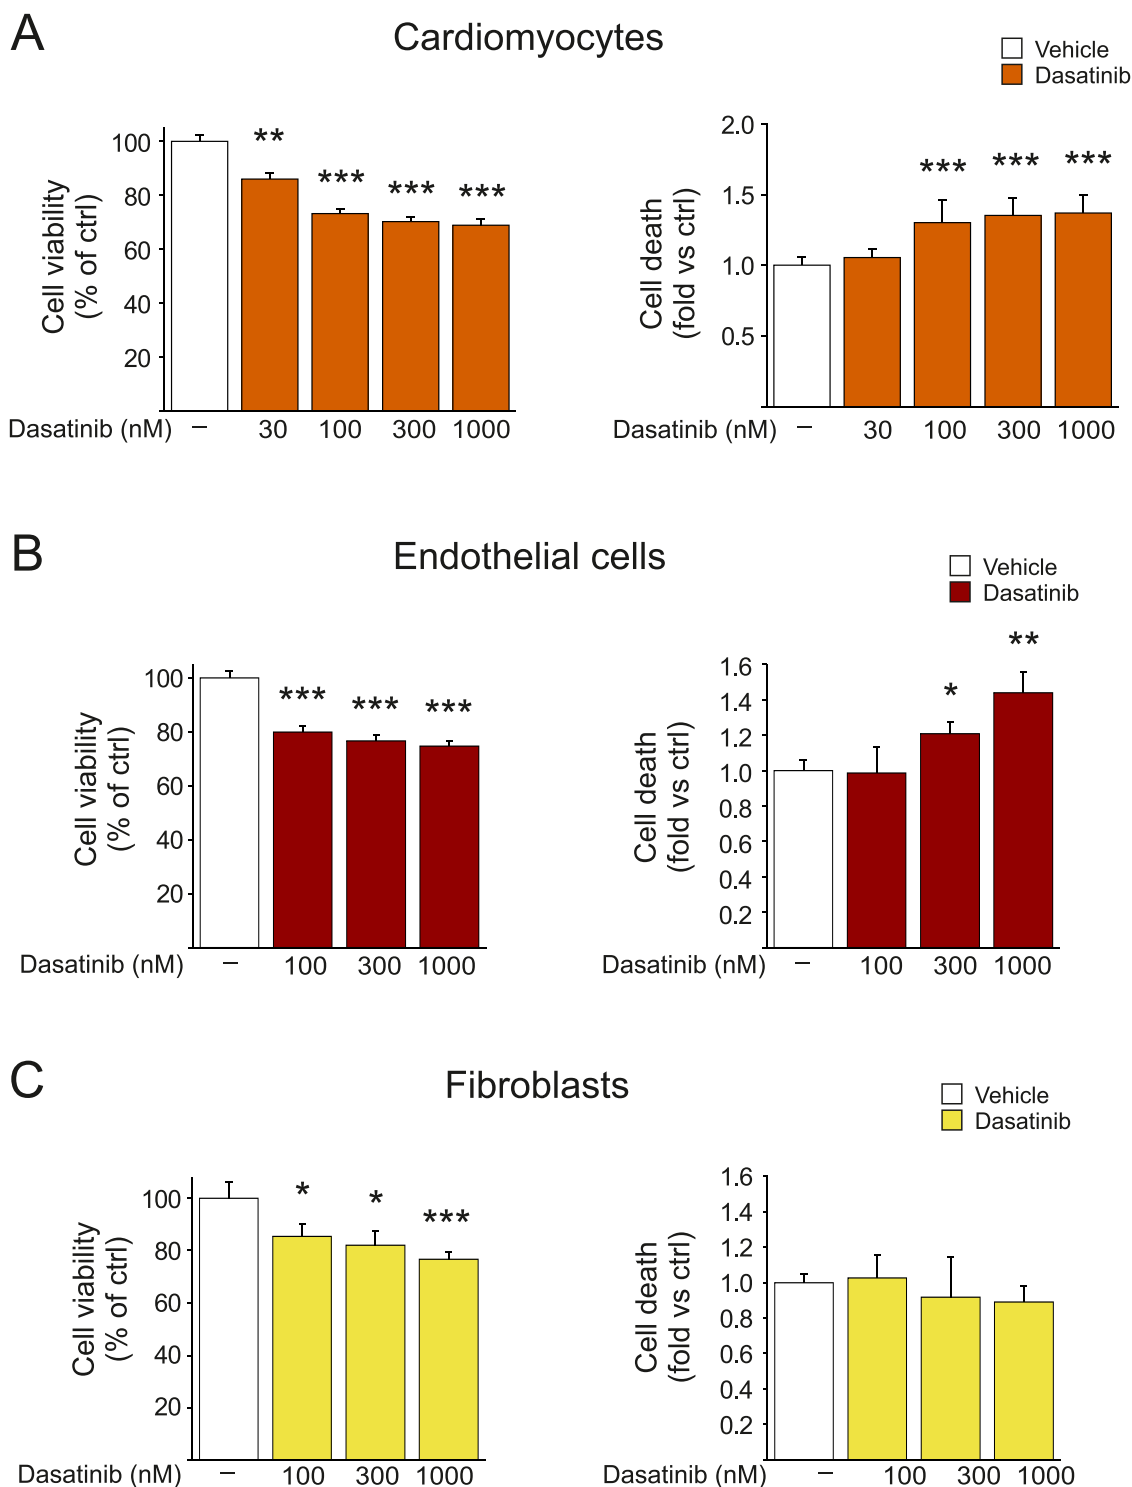 A
Cardiomyocytes
Vehicle
Dasatinib
Cell viability
(% of ctrl)
100
80
60
40
20
** *** *** ***
Dasatinib (nM) – 30 100 300 1000
Cell death
(fold vs ctrl)
2.0
1.5
1.0
0.5
*** *** ***
Dasatinib (nM) – 30 100 300 1000
B
Endothelial cells
Vehicle
Dasatinib
Cell viability
(% of ctrl)
100
80
60
40
20
*** *** ***
Dasatinib (nM) – 100 300 1000
Cell death
(fold vs ctrl)
1.6
1.4
1.2
1.0
0.8
0.6
0.4
0.2
* **
Dasatinib (nM) – 100 300 1000
C
Fibroblasts
Vehicle
Dasatinib
Cell viability
(% of ctrl)
100
80
60
40
20
* * ***
Dasatinib (nM) – 100 300 1000
Cell death
(fold vs ctrl)
1.6
1.4
1.2
1.0
0.8
0.6
0.4
0.2
Dasatinib (nM) – 100 300 1000